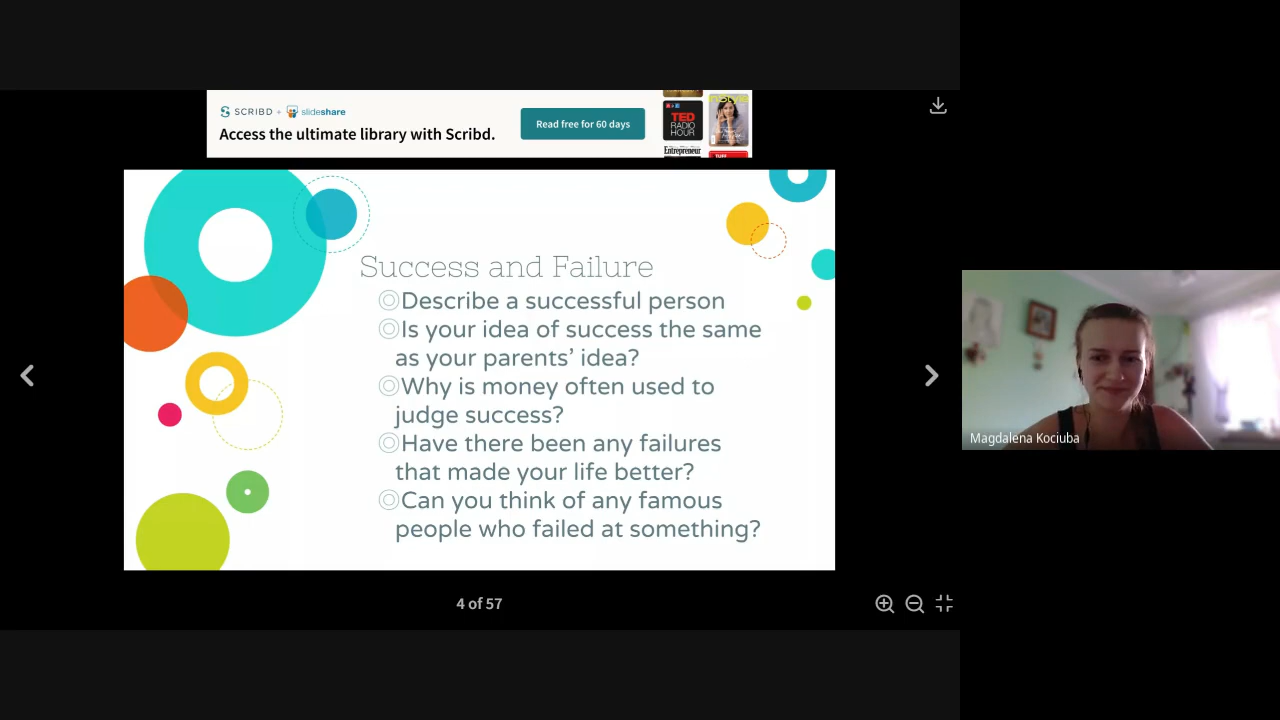 SCRIBD + slideshare
Access the ultimate library with Scribd.
Read free for 60 days
TED
RADIO
HOUR
Entrepreneur
Success and Failure
Describe a successful person
Is your idea of success the same
as your parents’ idea?
Why is money often used to
judge success?
Have there been any failures
that made your life better?
Can you think of any famous
people who failed at something?
4 of 57
Magdalena Kociuba